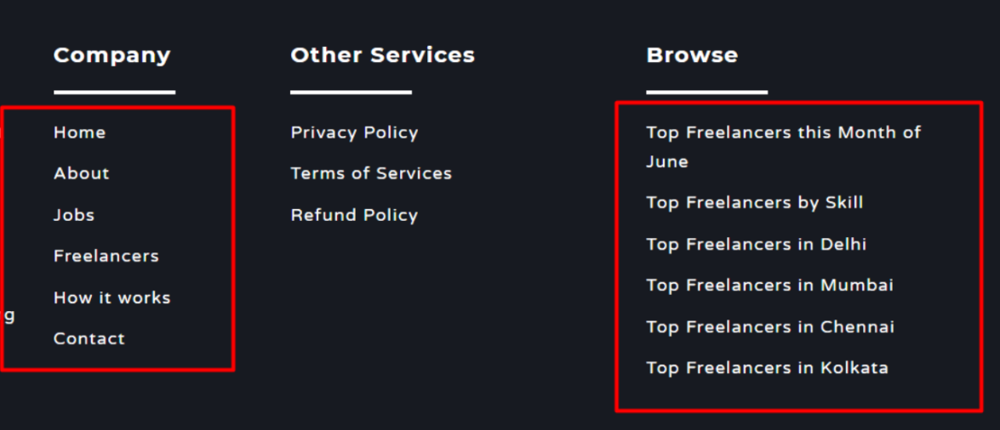 Company
Home
About
Jobs
Freelancers
How it works
Contact
g
Other Services
Privacy Policy
Terms of Services
Refund Policy
Browse
Top Freelancers this Month of
June
Top Freelancers by Skill
Top Freelancers in Delhi
Top Freelancers in Mumbai
Top Freelancers in Chennai
Top Freelancers in Kolkata